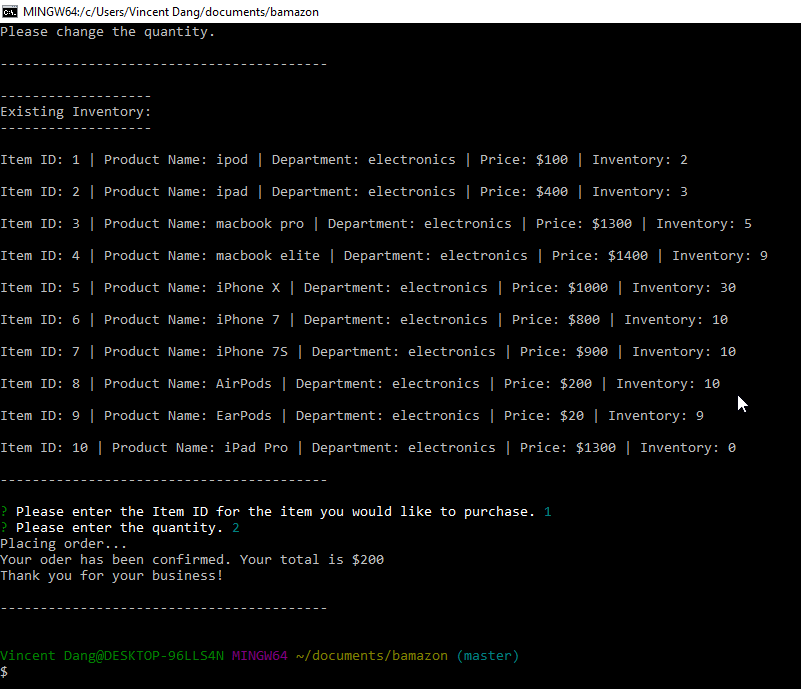 MINGW64:/c/Users/Vincent Dang/documents/bamazon
Please change the quantity.
-----------------------------------------
-------------------
Existing Inventory:
-------------------
Item ID: 1 | Product Name: ipod | Department: electronics | Price: $100 | Inventory: 2
Item ID: 2 | Product Name: ipad | Department: electronics | Price: $400 | Inventory: 3
Item ID: 3 | Product Name: macbook pro | Department: electronics | Price: $1300 | Inventory: 5
Item ID: 4 | Product Name: macbook elite | Department: electronics | Price: $1400 | Inventory: 9
Item ID: 5 | Product Name: iPhone X | Department: electronics | Price: $1000 | Inventory: 30
Item ID: 6 | Product Name: iPhone 7 | Department: electronics | Price: $800 | Inventory: 10
Item ID: 7 | Product Name: iPhone 7S | Department: electronics | Price: $900 | Inventory: 10
Item ID: 8 | Product Name: AirPods | Department: electronics | Price: $200 | Inventory: 10
Item ID: 9 | Product Name: EarPods | Department: electronics | Price: $20 | Inventory: 9
Item ID: 10 | Product Name: iPad Pro | Department: electronics | Price: $1300 | Inventory: 0
-----------------------------------------
? Please enter the Item ID for the item you would like to purchase. 1
? Please enter the quantity. 2
Placing order...
Your oder has been confirmed. Your total is $200
Thank you for your business!
-----------------------------------------
Vincent Dang@DESKTOP-96LLS4N MINGW64 ~/documents/bamazon (master)
$